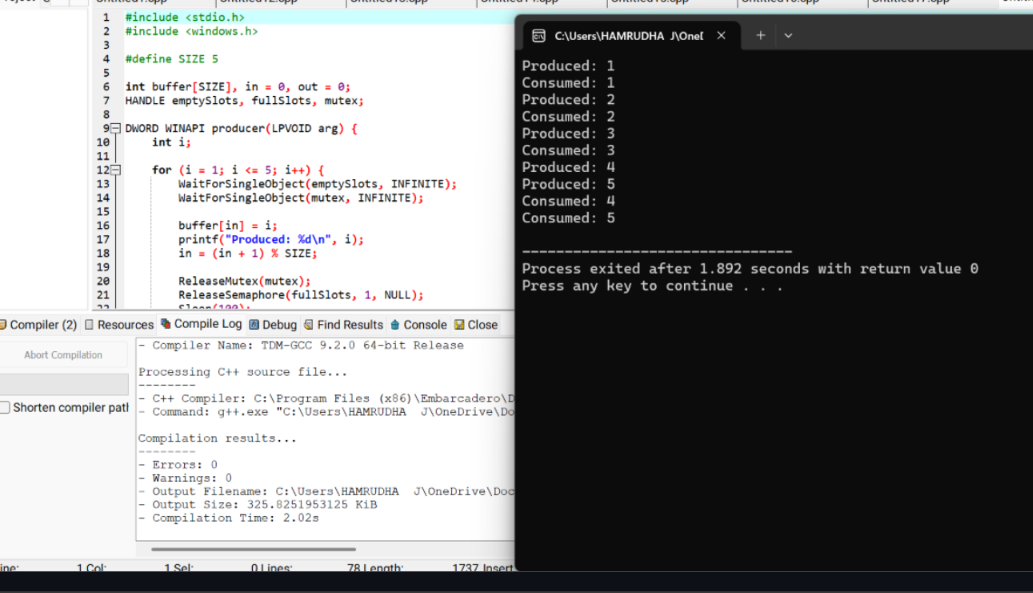 #include <stdio.h>
#include <windows.h>
#define SIZE 5
int buffer[SIZE], in = 0, out = 0;
HANDLE emptySlots, fullSlots, mutex;
DWORD WINAPI producer(LPVOID arg) {
int i;
for (i = 1; i <= 5; i++) {
WaitForSingleObject(emptySlots, INFINITE);
WaitForSingleObject(mutex, INFINITE);
buffer[in] = i;
printf("Produced: %d\n", i);
in = (in + 1) % SIZE;
ReleaseMutex(mutex);
ReleaseSemaphore(fullSlots, 1, NULL);
Sleep(100);
1
2
3
4
5
6
7
8
9
10
11
12
13
14
15
16
17
18
19
20
21
22
Compiler (2) Resources Compile Log Debug Find Results Console Close
Abort Compilation
Shorten compiler path
- Compiler Name: TDM-GCC 9.2.0 64-bit Release
Processing C++ source file...
--------
- C++ Compiler: C:\Program Files (x86)\Embarcadero\D
- Command: g++.exe "C:\Users\HAMRUDHA  J\OneDrive\Do
Compilation results...
--------
- Errors: 0
- Warnings: 0
- Output Filename: C:\Users\HAMRUDHA  J\OneDrive\Doc
- Output Size: 325.8251953125 KiB
- Compilation Time: 2.02s
1 Col: 1 Sel: 0 Lines: 78 Length: 1737 Insert
C:\Users\HAMRUDHA  J\One
Produced: 1
Consumed: 1
Produced: 2
Consumed: 2
Produced: 3
Consumed: 3
Produced: 4
Produced: 5
Consumed: 4
Consumed: 5
--------------------------------
Process exited after 1.892 seconds with return value 0
Press any key to continue . . .